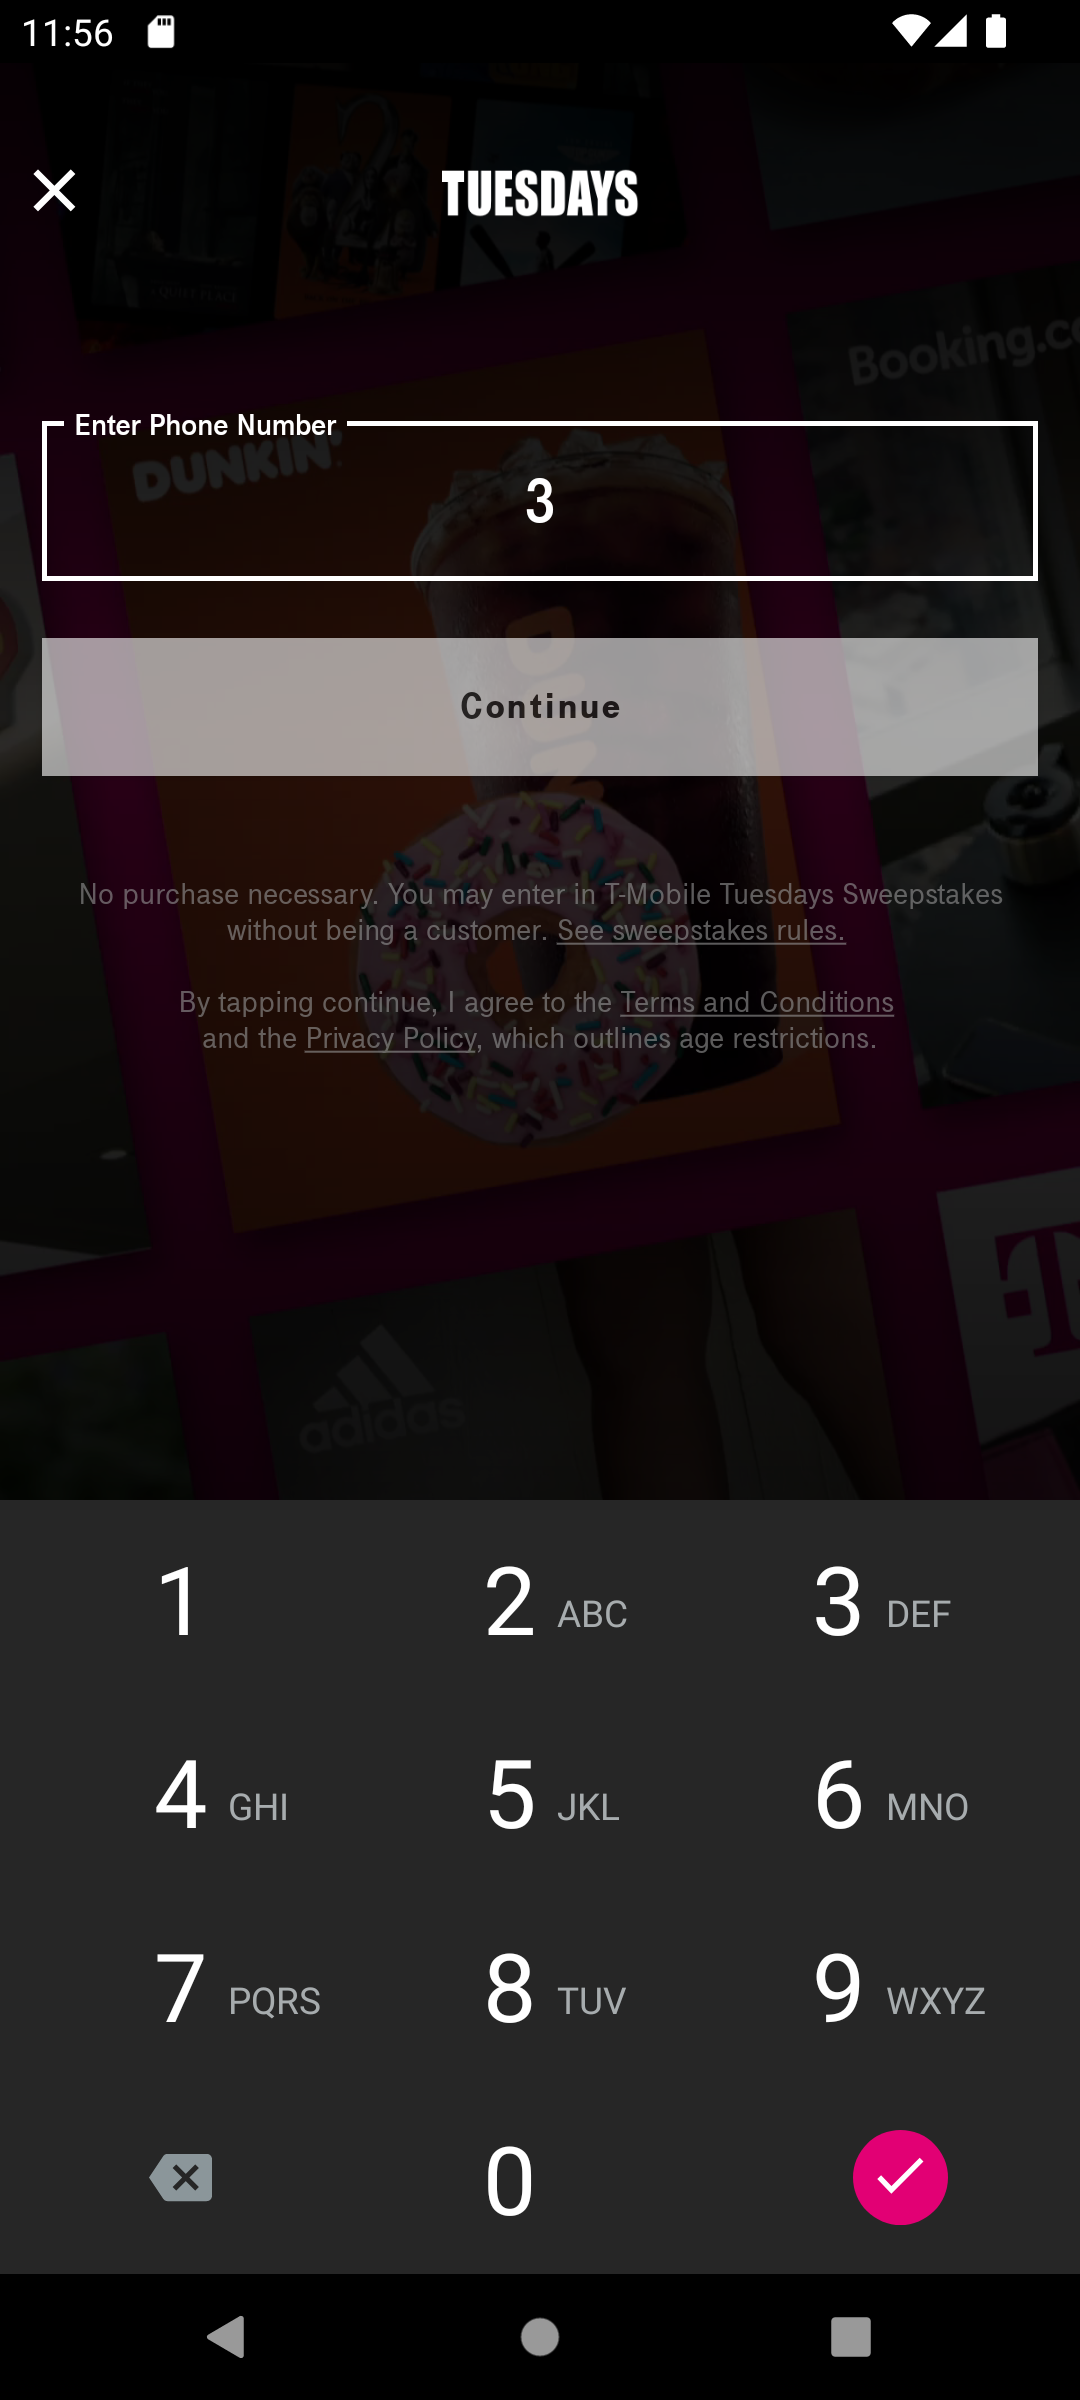 11:56
TUESDAYS
Booking.c
Enter Phone Number
DUNKIN'
3
Continue
No purchase necessary. You may enter in T-Mobile Tuesdays Sweepstakes
without being a customer. See sweepstakes rules.
By tapping continue, I agree to the Terms and Conditions
and the Privacy Policy, which outlines age restrictions.
T
adidas
1
2 ABC
3 DEF
4 GHI
5 JKL
6 MNO
7 PQRS
8 TUV
9 WXYZ
0